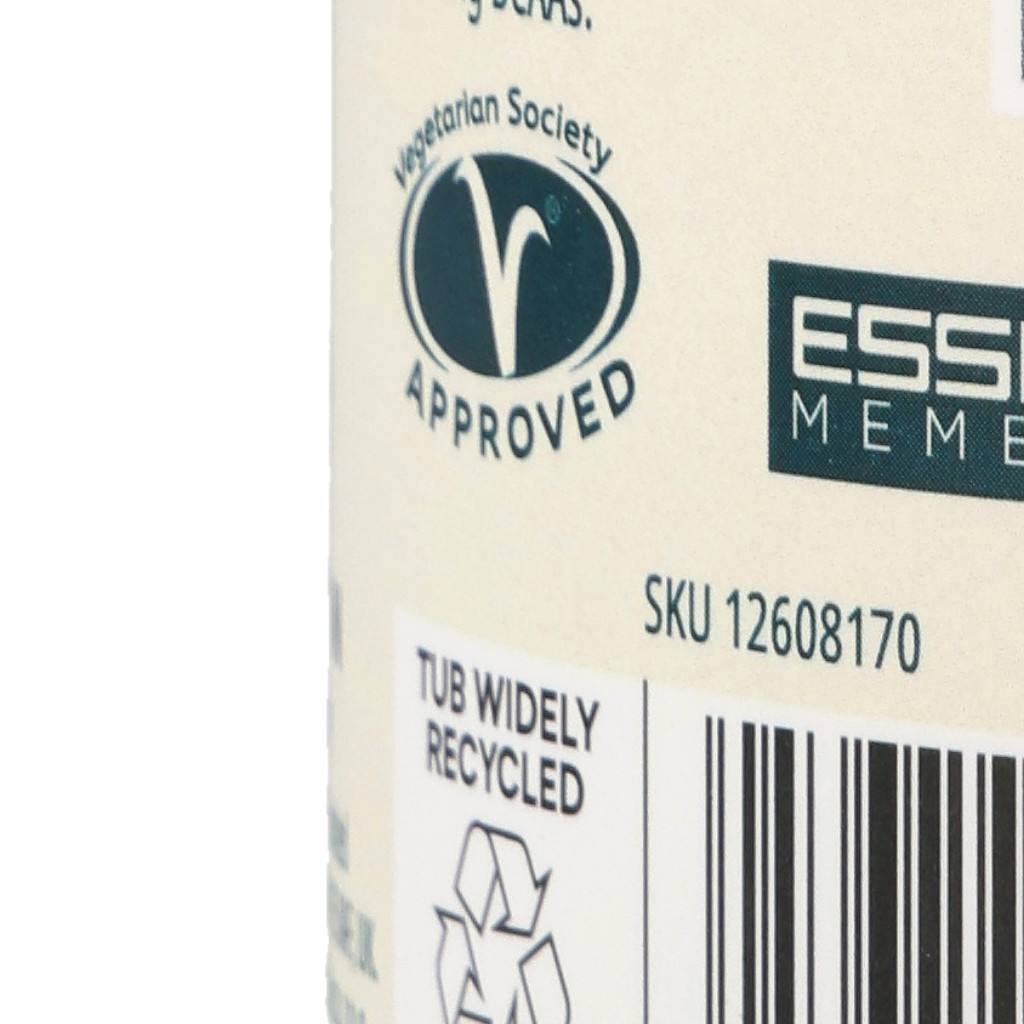 Vegetarian Society
APPROVED
SKU 12608170
TUB WIDELY
RECYCLED